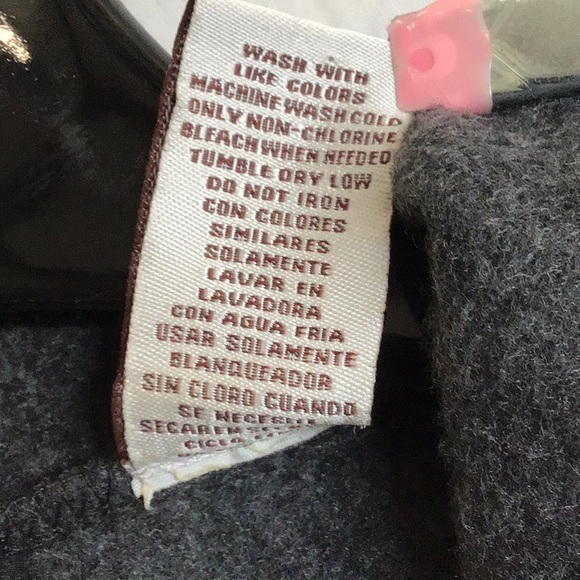 WASH WITH
LIKE COLORS
MACHINE WASH COLD
ONLY NON-CHLORINE
BLEACH WHEN NEEDED
TUMBLE DRY LOW
DO NOT IRON
CON COLORES
SIMILARES
SOLAMENTE
LAVAR EN
LAVADORA
CON AGUA FRIA
USAR SOLAMENTE
BLANQUEADOR
SIN CLORO CUANDO
SE NECESITE